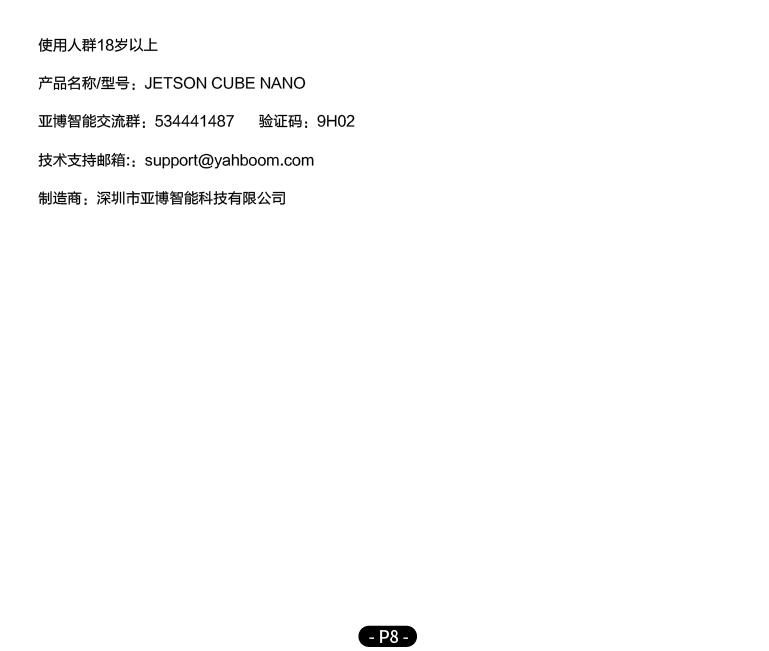 使用人群18岁以上
产品名称/型号：JETSON CUBE NANO
亚博智能交流群：534441487 验证码：9H02
技术支持邮箱:：support@yahboom.com
制造商：深圳市亚博智能科技有限公司
- P8 -